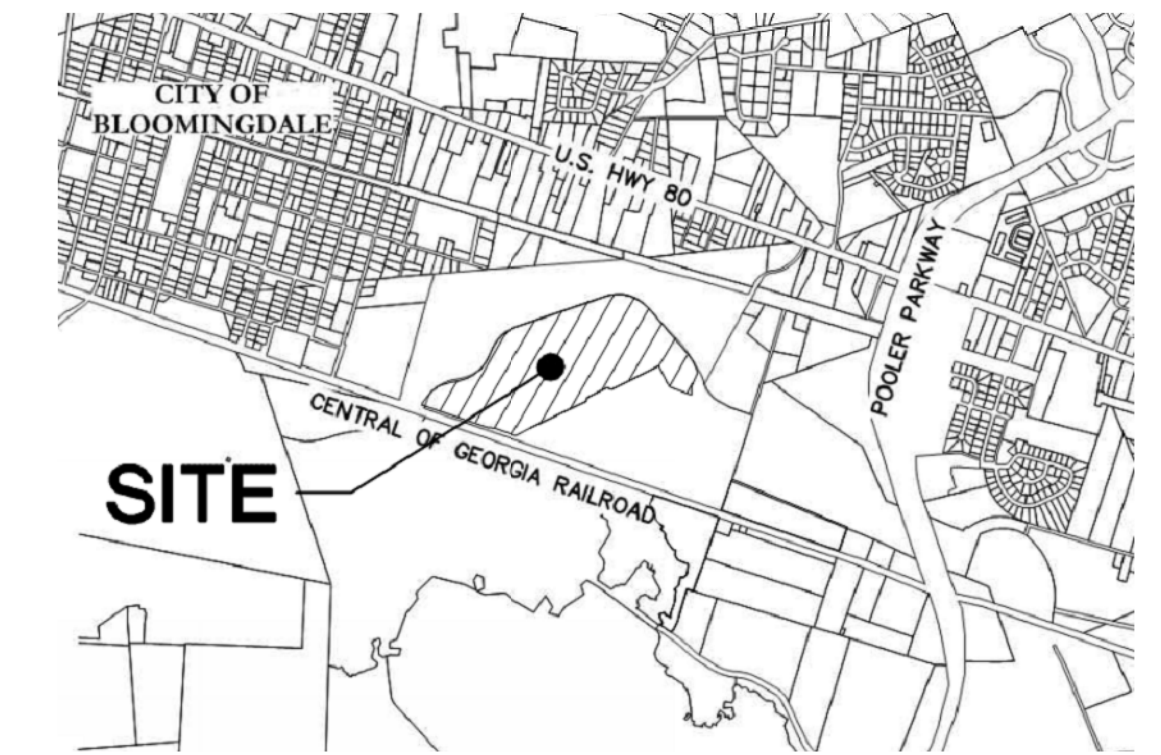 CITY OF
BLOOMINGDALE
U.S. HWY 80
POOLER PARKWAY
CENTRAL OF GEORGIA RAILROAD
SITE